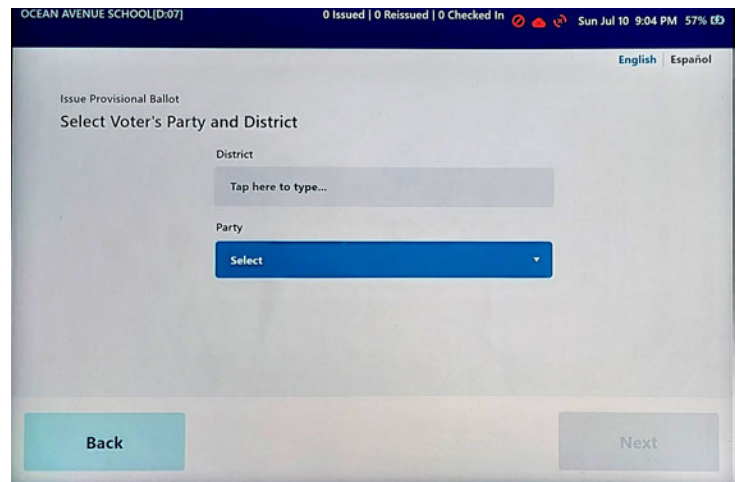 OCEAN AVENUE SCHOOL[D:07] 0 Issued | 0 Reissued | 0 Checked In Sun Jul 10 9:04 PM 57%
English | Español
Issue Provisional Ballot
Select Voter's Party and District
District
Tap here to type...
Party
Select
Back Next